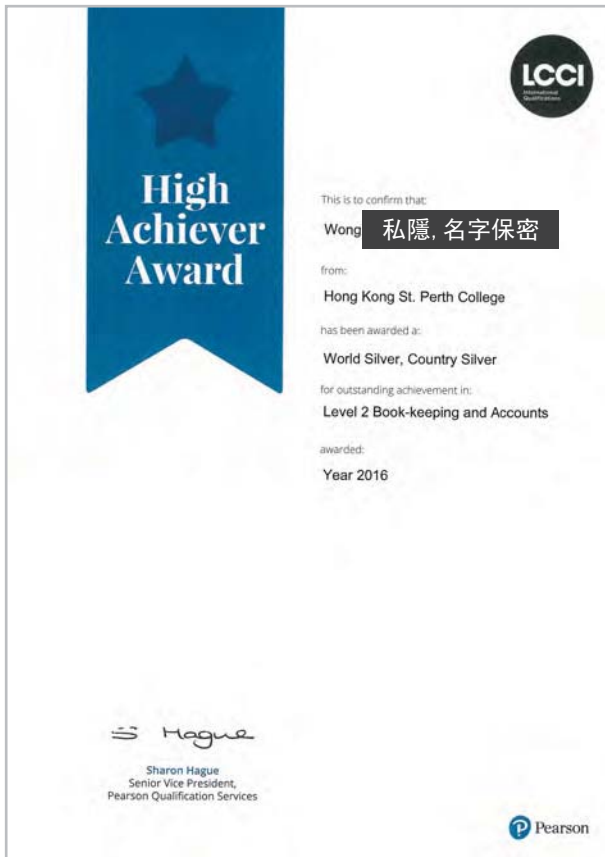 LCCI
International
Qualifications
High
Achiever
Award
This is to confirm that:
Wong 私隱, 名字保密
from:
Hong Kong St. Perth College
has been awarded a:
World Silver, Country Silver
for outstanding achievement in:
Level 2 Book-keeping and Accounts
awarded:
Year 2016
S Hague
Sharon Hague
Senior Vice President,
Pearson Qualification Services
Pearson